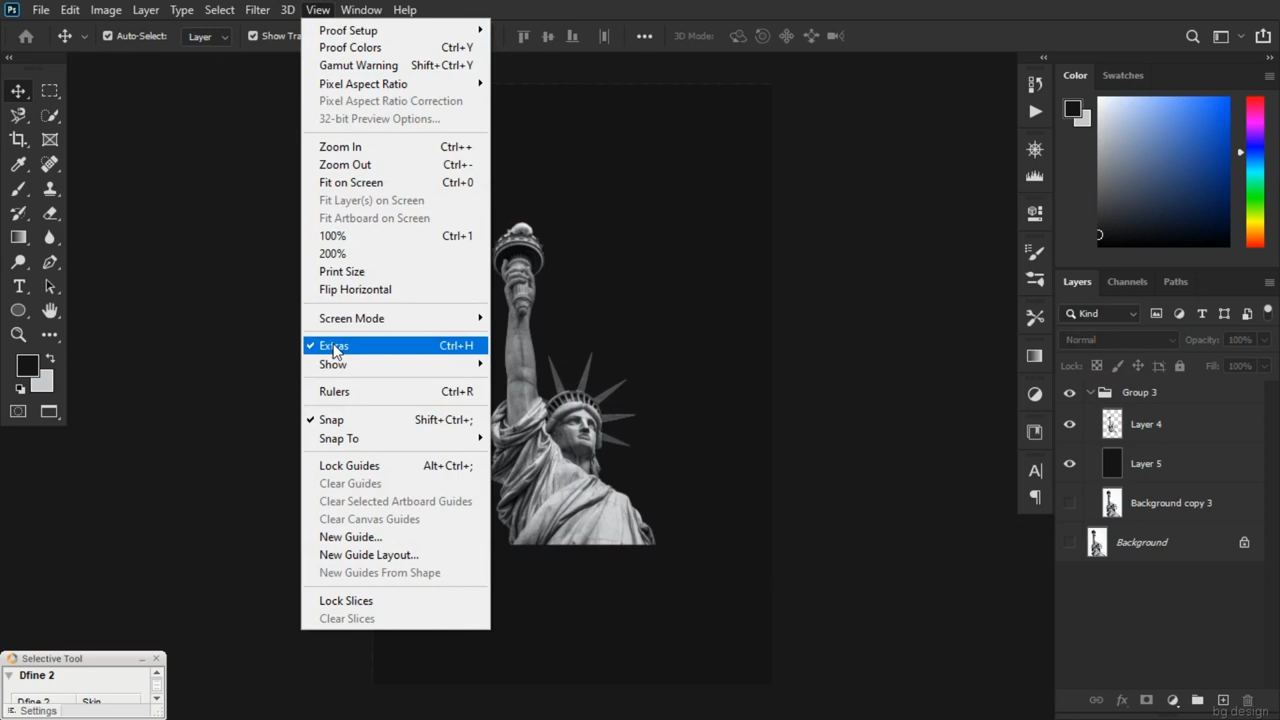 Ps File Edit Image Layer Type Select Filter 3D View Window Help
Auto-Select: Layer Show Tra 3D Mode:
Proof Setup
Proof Colors Ctrl+Y
Gamut Warning Shift+Ctrl+Y
Pixel Aspect Ratio
Pixel Aspect Ratio Correction
32-bit Preview Options...
Zoom In Ctrl++
Zoom Out Ctrl+-
Fit on Screen Ctrl+0
Fit Layer(s) on Screen
Fit Artboard on Screen
100% Ctrl+1
200%
Print Size
Flip Horizontal
Screen Mode
Extras Ctrl+H
Show
Rulers Ctrl+R
Snap Shift+Ctrl+;
Snap To
Lock Guides Alt+Ctrl+;
Clear Guides
Clear Selected Artboard Guides
Clear Canvas Guides
New Guide...
New Guide Layout...
New Guides From Shape
Lock Slices
Clear Slices
Color Swatches
Layers Channels Paths
Kind
Normal Opacity: 100%
Lock: Fill: 100%
Group 3
Layer 4
Layer 5
Background copy 3
Background
Selective Tool
Dfine 2
Dfine 2 Skin
Settings
bg design